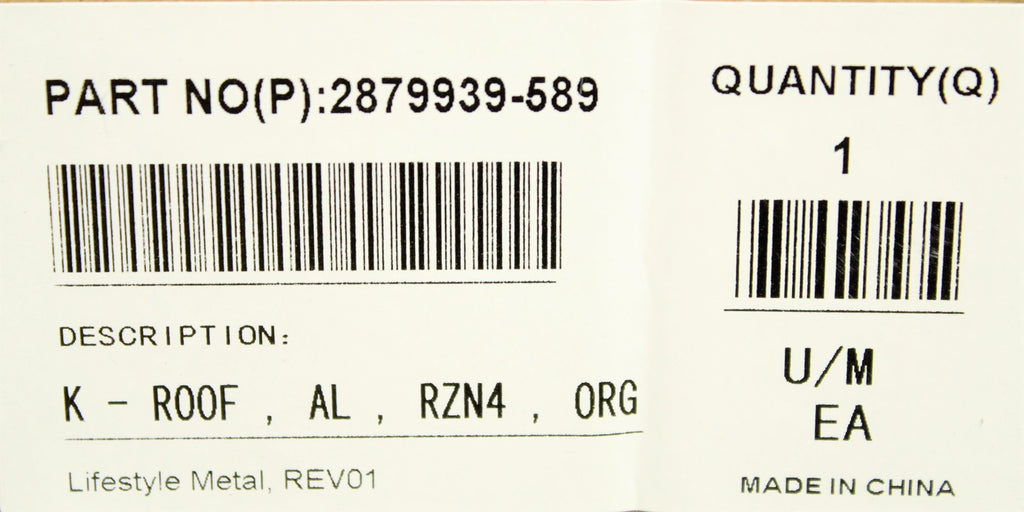 PART NO(P):2879939-589
DESCRIPTION:
K - ROOF , AL , RZN4 , ORG
Lifestyle Metal, REV01
QUANTITY(Q)
1
U/M
EA
MADE IN CHINA